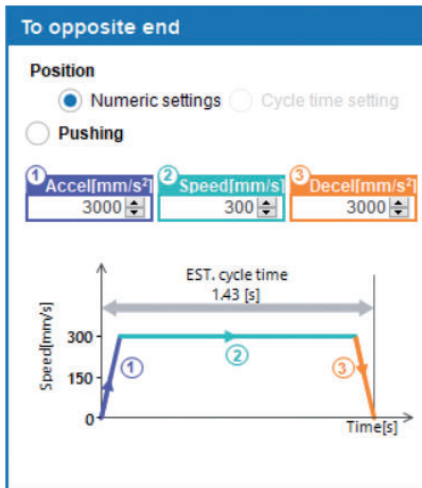 To opposite end
Position
Numeric settings Cycle time setting
Pushing
1 Accel[mm/s²] 2 Speed[mm/s] 3 Decel[mm/s²]
3000 300 3000
EST. cycle time
1.43 [s]
Speed[mm/s]
300
2
150
1 3
0
Time[s]